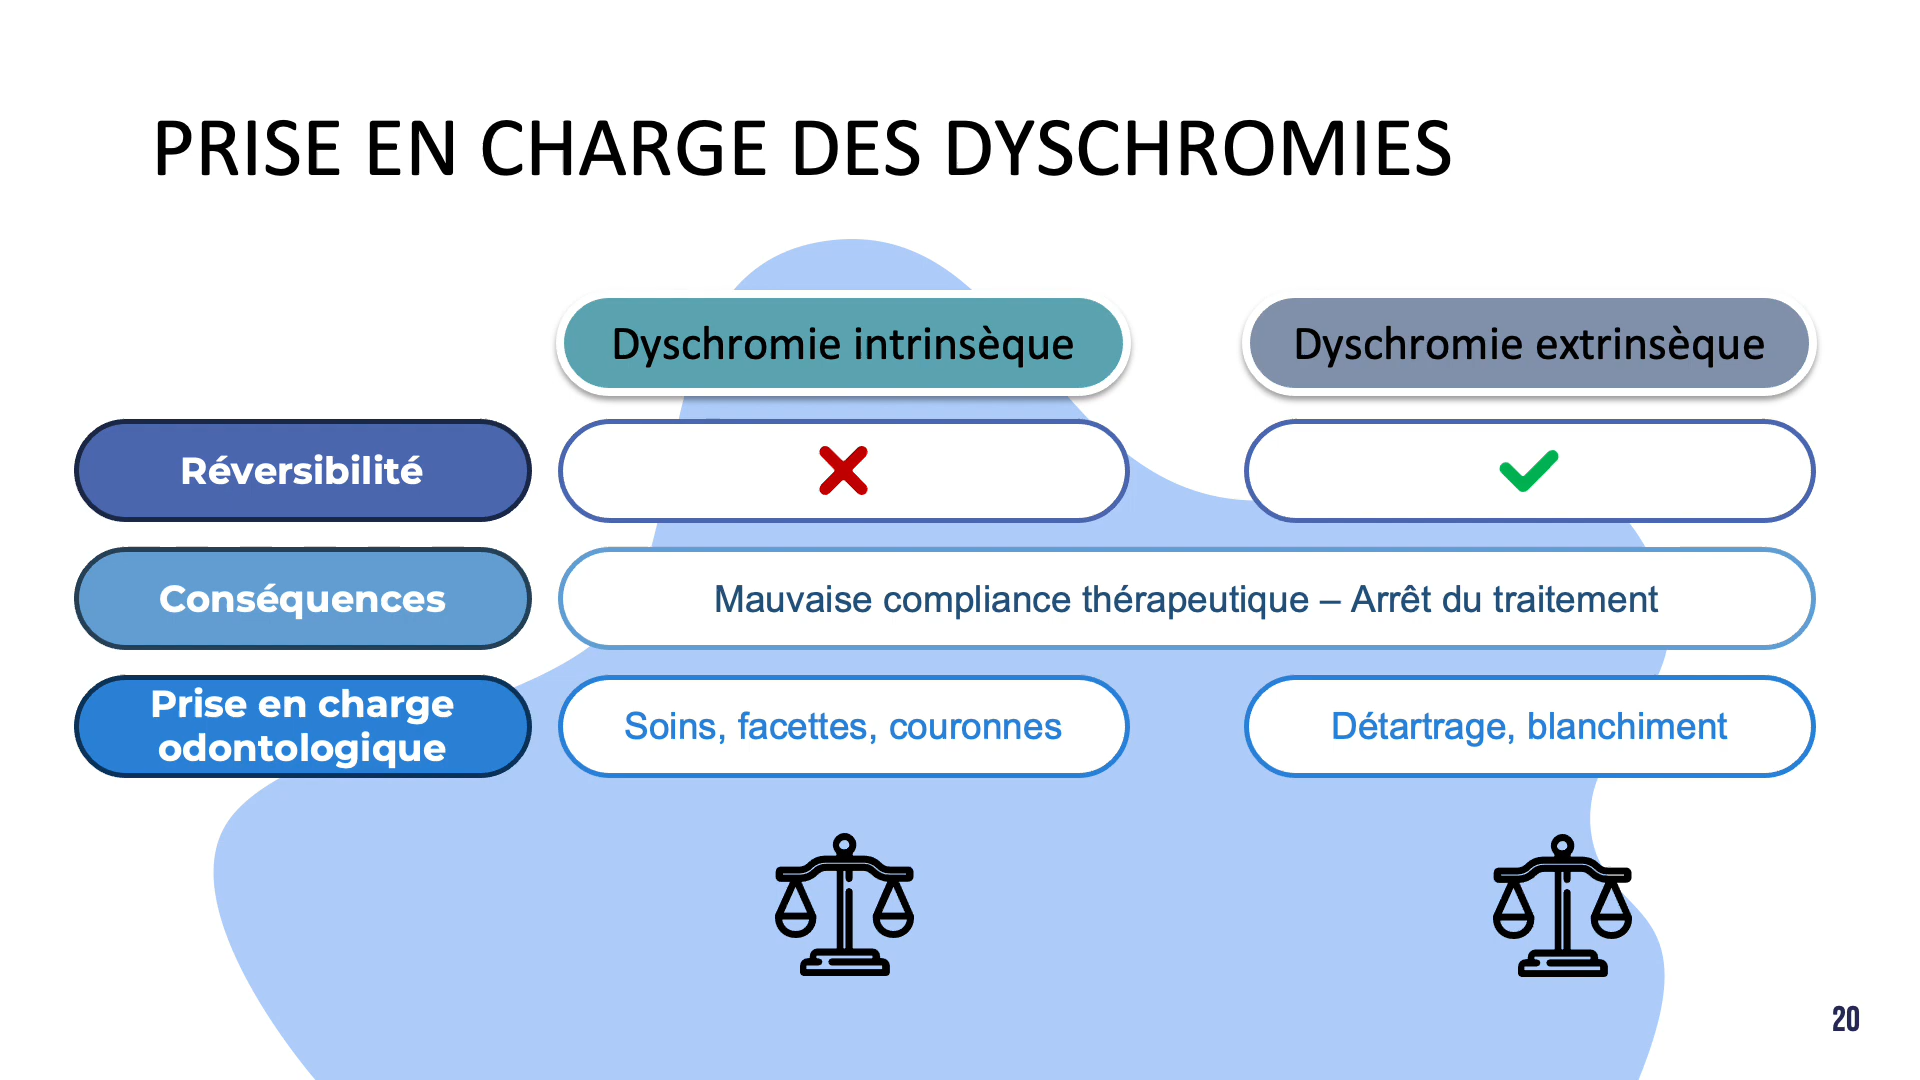 PRISE EN CHARGE DES DYSCHROMIES
Dyschromie intrinsèque
Dyschromie extrinsèque
Réversibilité
Conséquences
Mauvaise compliance thérapeutique – Arrêt du traitement
Prise en charge
odontologique
Soins, facettes, couronnes
Détartrage, blanchiment
20